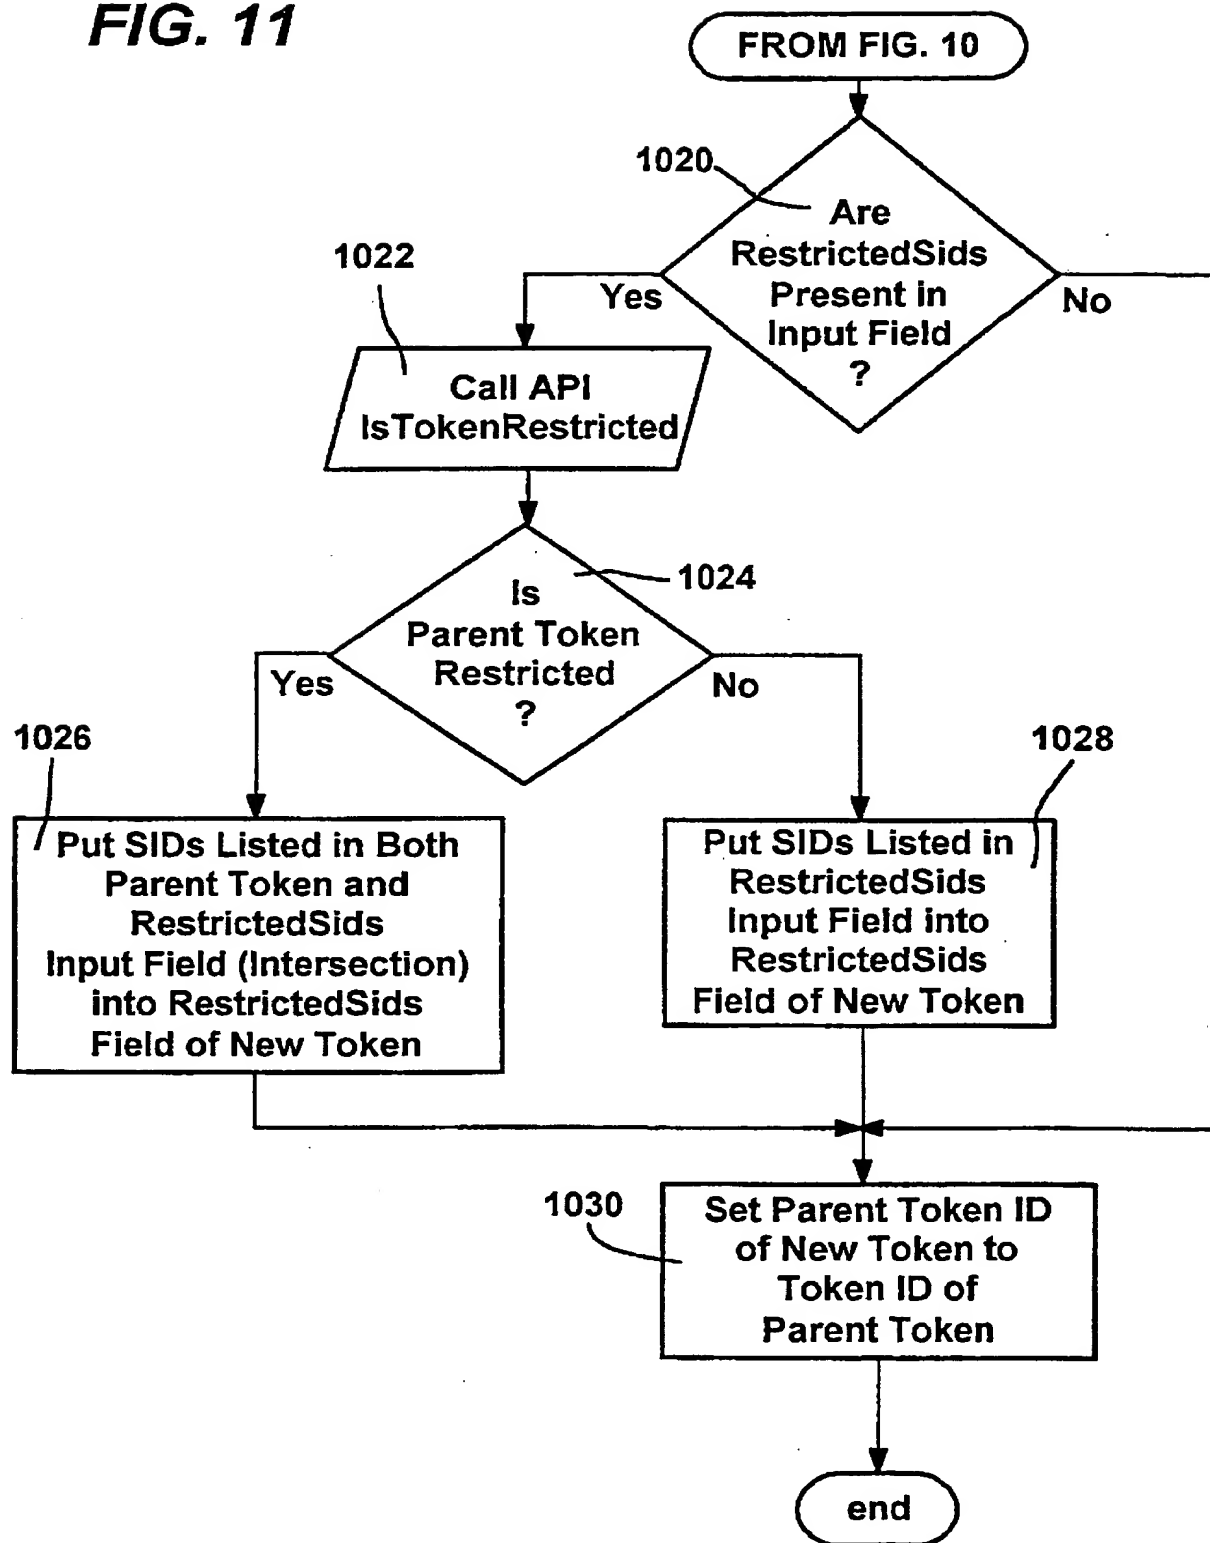 FIG. 11
FROM FIG. 10
1020
Are
RestrictedSids
Present in
Input Field
?
Yes
No
1022
Call API
IsTokenRestricted
1024
Is
Parent Token
Restricted
?
Yes
No
1026
Put SIDs Listed in Both
Parent Token and
RestrictedSids
Input Field (Intersection)
into RestrictedSids
Field of New Token
1028
Put SIDs Listed in
RestrictedSids
Input Field into
RestrictedSids
Field of New Token
1030
Set Parent Token ID
of New Token to
Token ID of
Parent Token
end